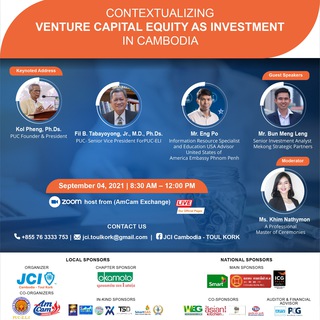 CONTEXTUALIZING
VENTURE CAPITAL EQUITY AS INVESTMENT
IN CAMBODIA
Keynoted Address
Guest Speakers
Kol Pheng, Ph.Ds.
PUC Founder & President
Fil B. Tabayoyong, Jr., M.D., Ph.Ds.
PUC- Senior Vice President ForPUC-ELI
Mr. Eng Po
Information Resource Specialist
and Education USA Advisor
United States of
America Embassy Phnom Penh
Mr. Bun Meng Leng
Senior Investment Analyst
Mekong Strategic Partners
Moderator
September 04, 2021 | 8:30 AM – 12:00 PM
zoom host from (AmCam Exchange)
LIVE
Ms. Khim Nathymon
A Professional
Master of Ceremonies
CONTACT US
+855 76 3333 753 | jci.toulkork@gmail.com | JCI Cambodia - TOUL KORK
LOCAL SPONSORS
NATIONAL SPONSORS
ORGANIZER
CHAPTER SPONSOR
MAIN SPONSORS
JCI
Cambodia - Toul Kork
okamoto
Smart
ICG
CO-ORGANIZERS
IN-KIND SPONSORS
CO-SPONSORS
AUDITOR & FINANCIAL
ADVISOR
AmCam